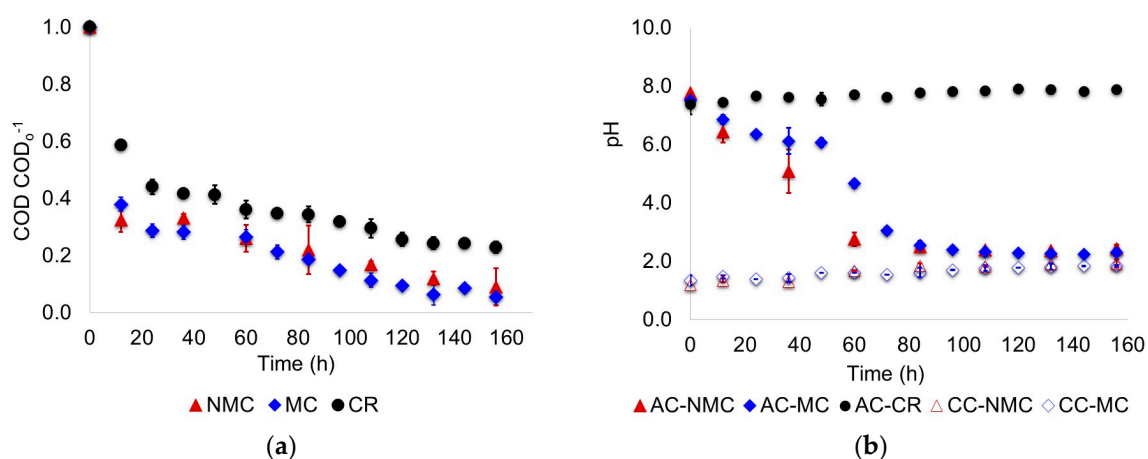 1.0
0.8
0.6
0.4
0.2
0.0
COD COD₀⁻¹
0 20 40 60 80 100 120 140 160
Time (h)
NMC MC CR
(a)
10.0
8.0
6.0
4.0
2.0
0.0
pH
0 20 40 60 80 100 120 140 160
Time (h)
AC-NMC AC-MC AC-CR CC-NMC CC-MC
(b)